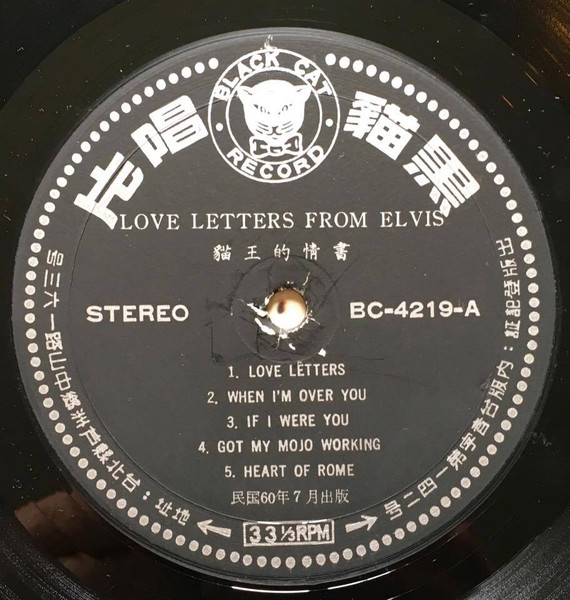 BLACK CAT
RECORD
黑貓唱片
LOVE LETTERS FROM ELVIS
貓王的情書
STEREO
BC-4219-A
1. LOVE LETTERS
2. WHEN I'M OVER YOU
3. IF I WERE YOU
4. GOT MY MOJO WORKING
5. HEART OF ROME
民国60年7月出版
33⅓RPM
出版登記証:內版台音字第一四二号
地址:台北縣芦洲鄉中山路一六三号